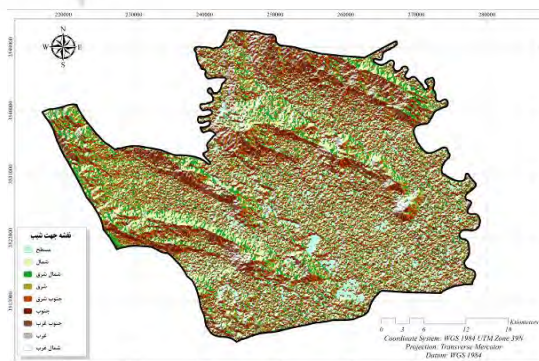 220000 230000 240000 250000 260000 270000 280000
N
W E
S
نقشه جهت شیب
مسطح
شمال
شمال شرق
شرق
جنوب شرق
جنوب
جنوب غرب
غرب
شمال غرب
0 3 6 12 18
Kilometers
Coordinate System: WGS 1984 UTM Zone 39N
Projection: Transverse Mercator
Datum: WGS 1984